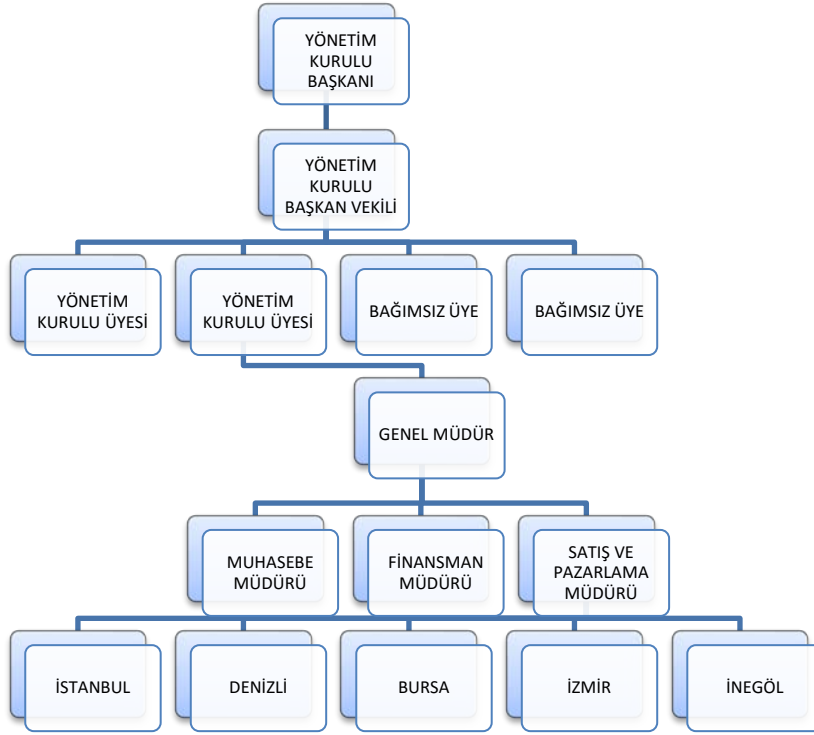 YÖNETİM
KURULU
BAŞKANI
YÖNETİM
KURULU
BAŞKAN VEKİLİ
YÖNETİM
KURULU ÜYESİ
YÖNETİM
KURULU ÜYESİ
BAĞIMSIZ ÜYE
BAĞIMSIZ ÜYE
GENEL MÜDÜR
MUHASEBE
MÜDÜRÜ
FİNANSMAN
MÜDÜRÜ
SATIŞ VE
PAZARLAMA
MÜDÜRÜ
İSTANBUL
DENİZLİ
BURSA
İZMİR
İNEGÖL